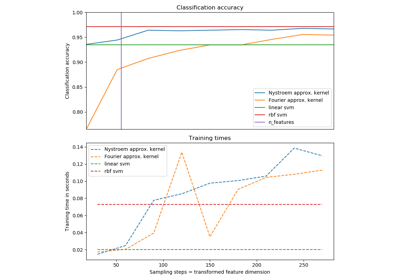 Classification accuracy
1.00
0.95
0.90
0.85
0.80
Classification accuracy
Nystroem approx. kernel
Fourier approx. kernel
linear svm
rbf svm
n_features
Training times
0.14
0.12
0.10
0.08
0.06
0.04
0.02
Training time in seconds
Nystroem approx. kernel
Fourier approx. kernel
linear svm
rbf svm
50
100
150
200
250
Sampling steps = transformed feature dimension